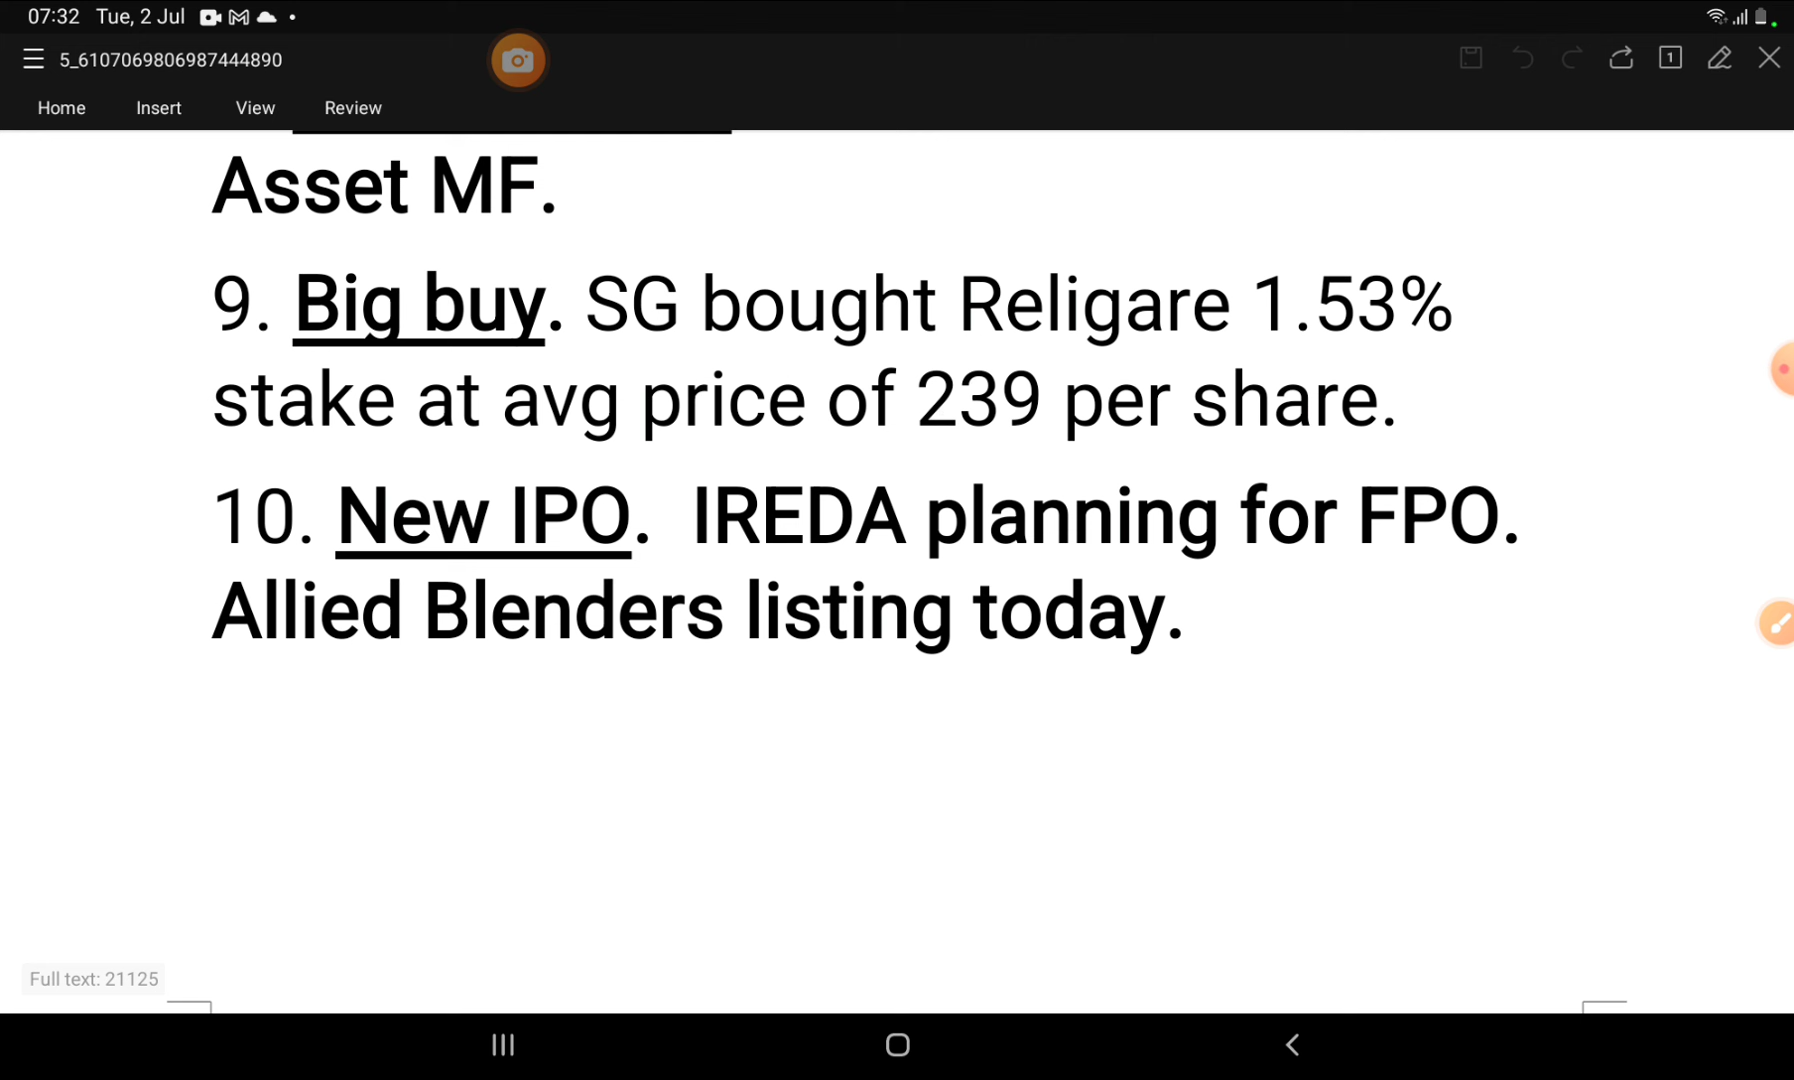 07:32 Tue, 2 Jul
5_6107069806987444890
1
Home Insert View Review
Asset MF.
9. Big buy. SG bought Religare 1.53%
stake at avg price of 239 per share.
10. New IPO. IREDA planning for FPO.
Allied Blenders listing today.
Full text: 21125